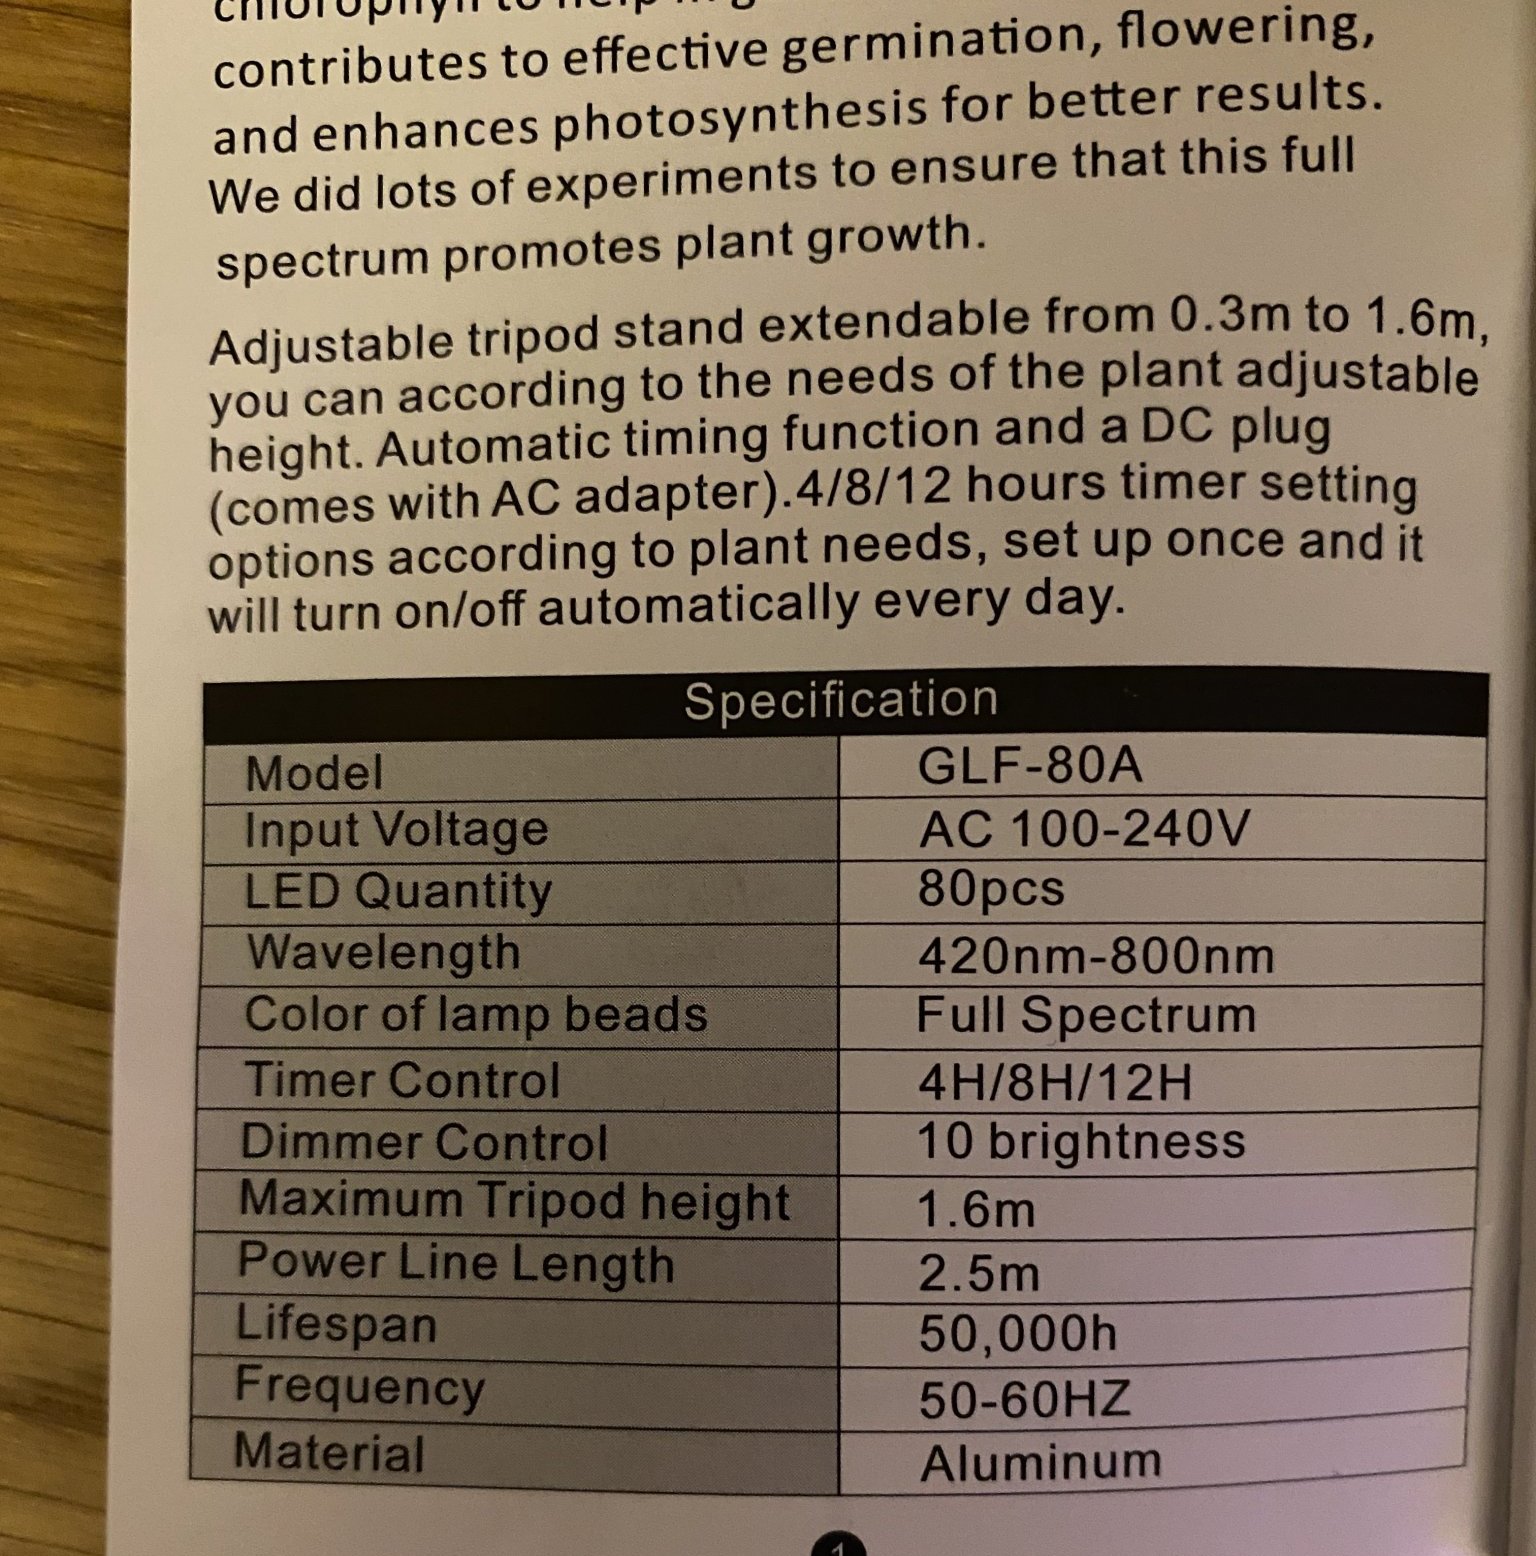 chlorophyll to help
contributes to effective germination, flowering,
and enhances photosynthesis for better results.
We did lots of experiments to ensure that this full
spectrum promotes plant growth.
Adjustable tripod stand extendable from 0.3m to 1.6m,
you can according to the needs of the plant adjustable
height. Automatic timing function and a DC plug
(comes with AC adapter).4/8/12 hours timer setting
options according to plant needs, set up once and it
will turn on/off automatically every day.
Specification
Model GLF-80A
Input Voltage AC 100-240V
LED Quantity 80pcs
Wavelength 420nm-800nm
Color of lamp beads Full Spectrum
Timer Control 4H/8H/12H
Dimmer Control 10 brightness
Maximum Tripod height 1.6m
Power Line Length 2.5m
Lifespan 50,000h
Frequency 50-60HZ
Material Aluminum
1